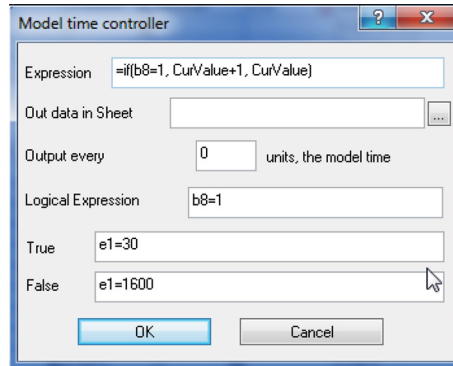 Model time controller
Expression =if(b8=1, CurValue+1, CurValue)
Out data in Sheet ...
Output every 0 units, the model time
Logical Expression b8=1
True e1=30
False e1=1600
OK Cancel